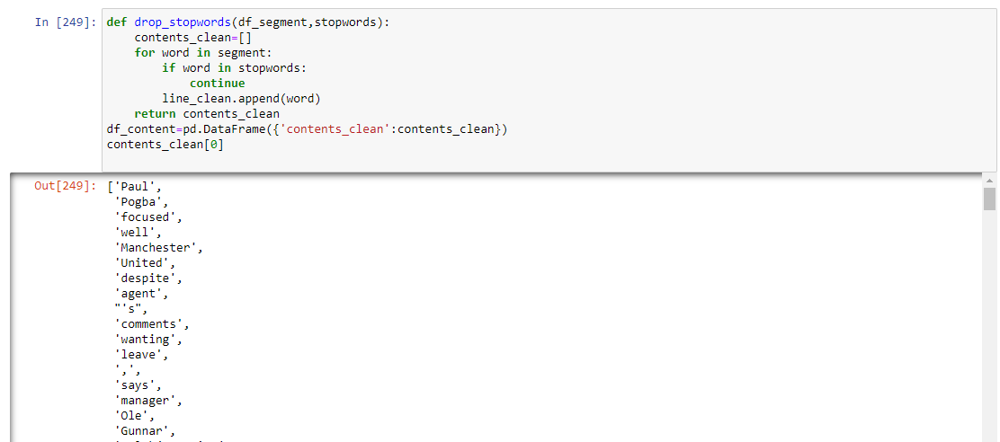 In [249]: def drop_stopwords(df_segment,stopwords):
    contents_clean=[]
    for word in segment:
        if word in stopwords:
            continue
        line_clean.append(word)
    return contents_clean
df_content=pd.DataFrame({'contents_clean':contents_clean})
contents_clean[0]
Out[249]: ['Paul',
 'Pogba',
 'focused',
 'well',
 'Manchester',
 'United',
 'despite',
 'agent',
 "'s",
 'comments',
 'wanting',
 'leave',
 ',',
 'says',
 'manager',
 'Ole',
 'Gunnar',